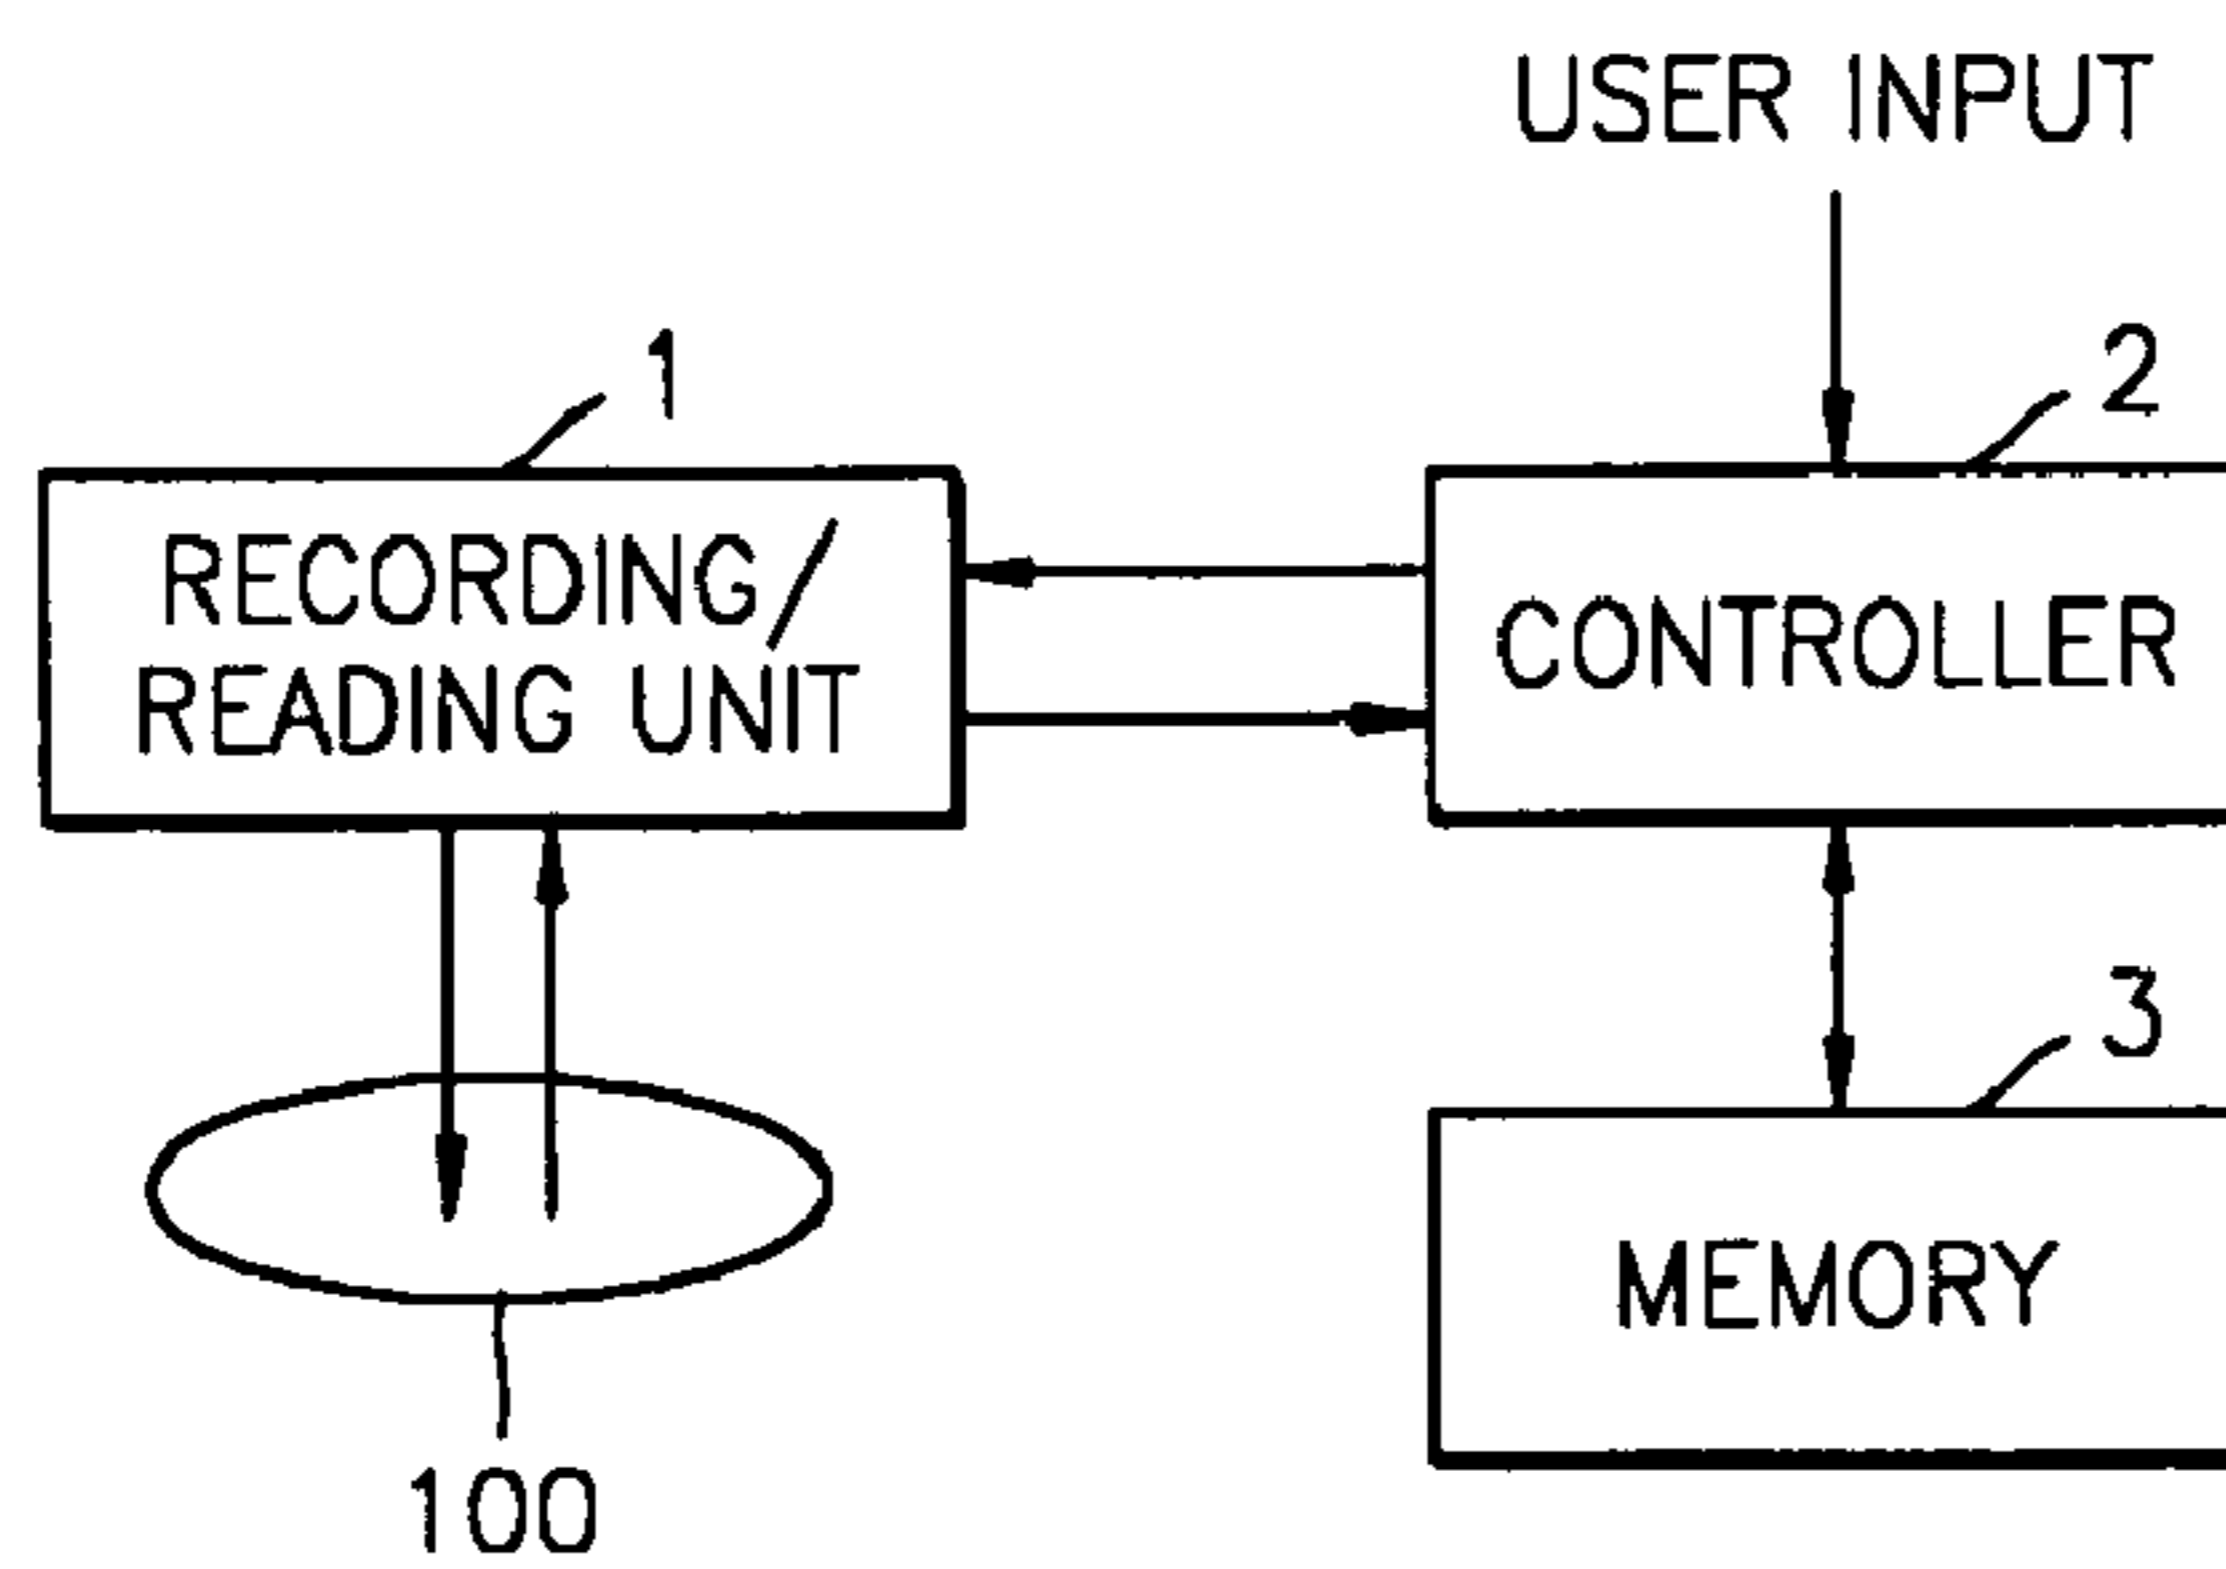 USER INPUT
1
2
RECORDING/
READING UNIT
CONTROLLER
3
MEMORY
100